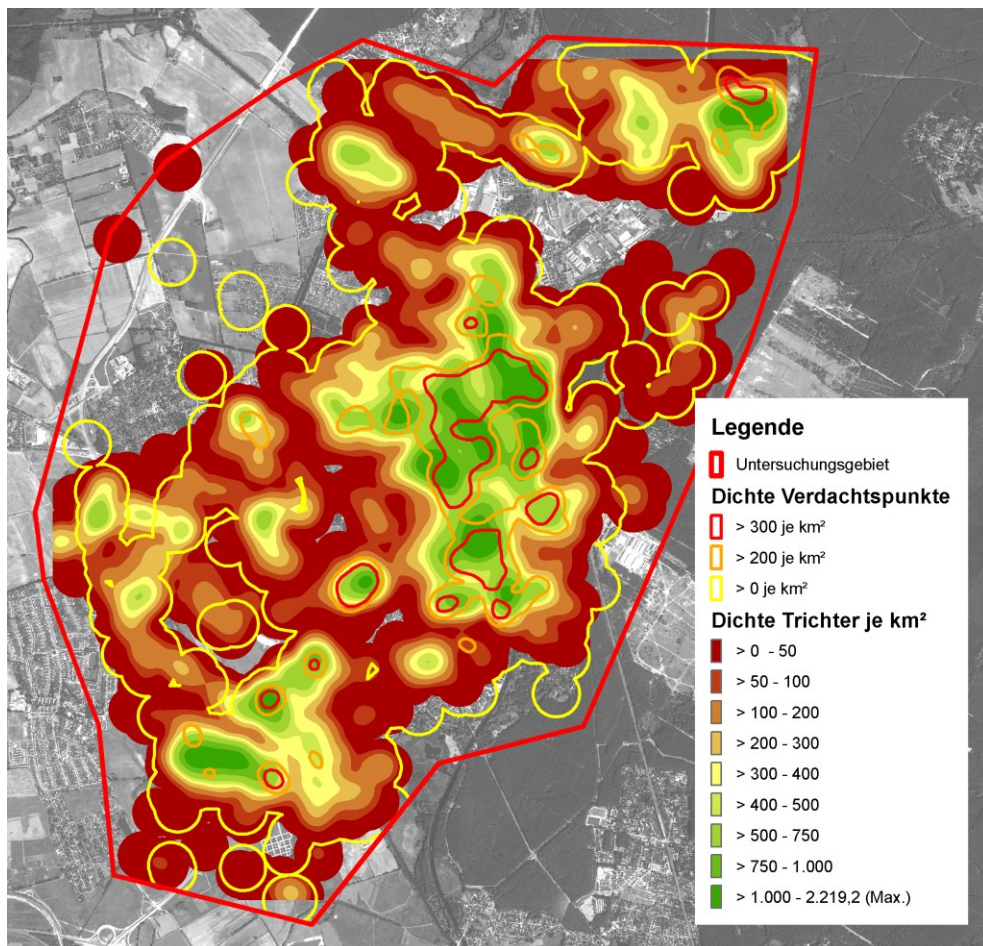 Legende
Untersuchungsgebiet
Dichte Verdachtspunkte
> 300 je km²
> 200 je km²
> 0 je km²
Dichte Trichter je km²
> 0 - 50
> 50 - 100
> 100 - 200
> 200 - 300
> 300 - 400
> 400 - 500
> 500 - 750
> 750 - 1.000
> 1.000 - 2.219,2 (Max.)